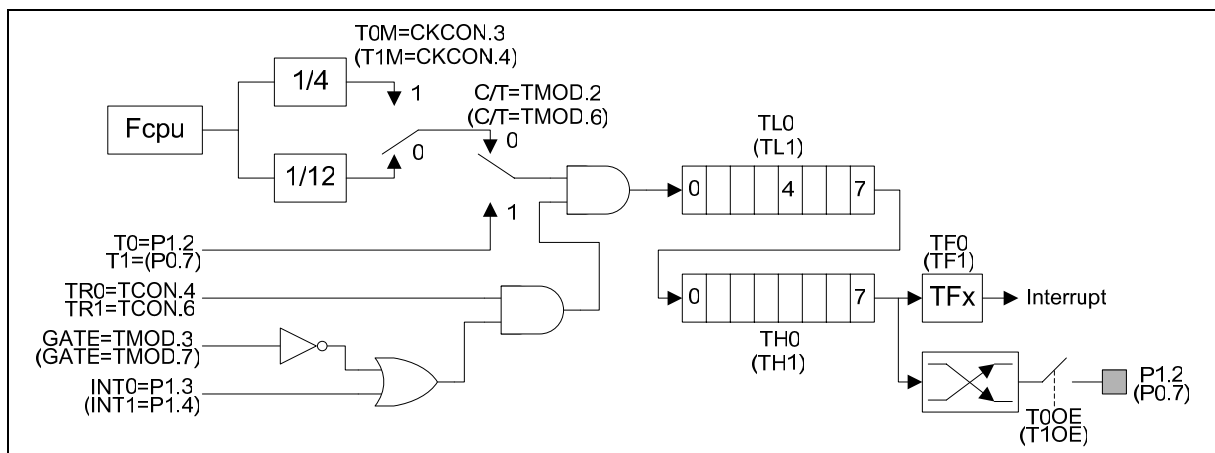 T0M=CKCON.3
(T1M=CKCON.4)
1/4
1
C/T=TMOD.2
(C/T=TMOD.6)
Fcpu
0
0
TL0
(TL1)
1/12
0 4 7
1
T0=P1.2
T1=(P0.7)
TF0
(TF1)
TR0=TCON.4
TR1=TCON.6
0 7
TFx
Interrupt
GATE=TMOD.3
(GATE=TMOD.7)
TH0
(TH1)
INT0=P1.3
(INT1=P1.4)
P1.2
(P0.7)
T0OE
(T1OE)